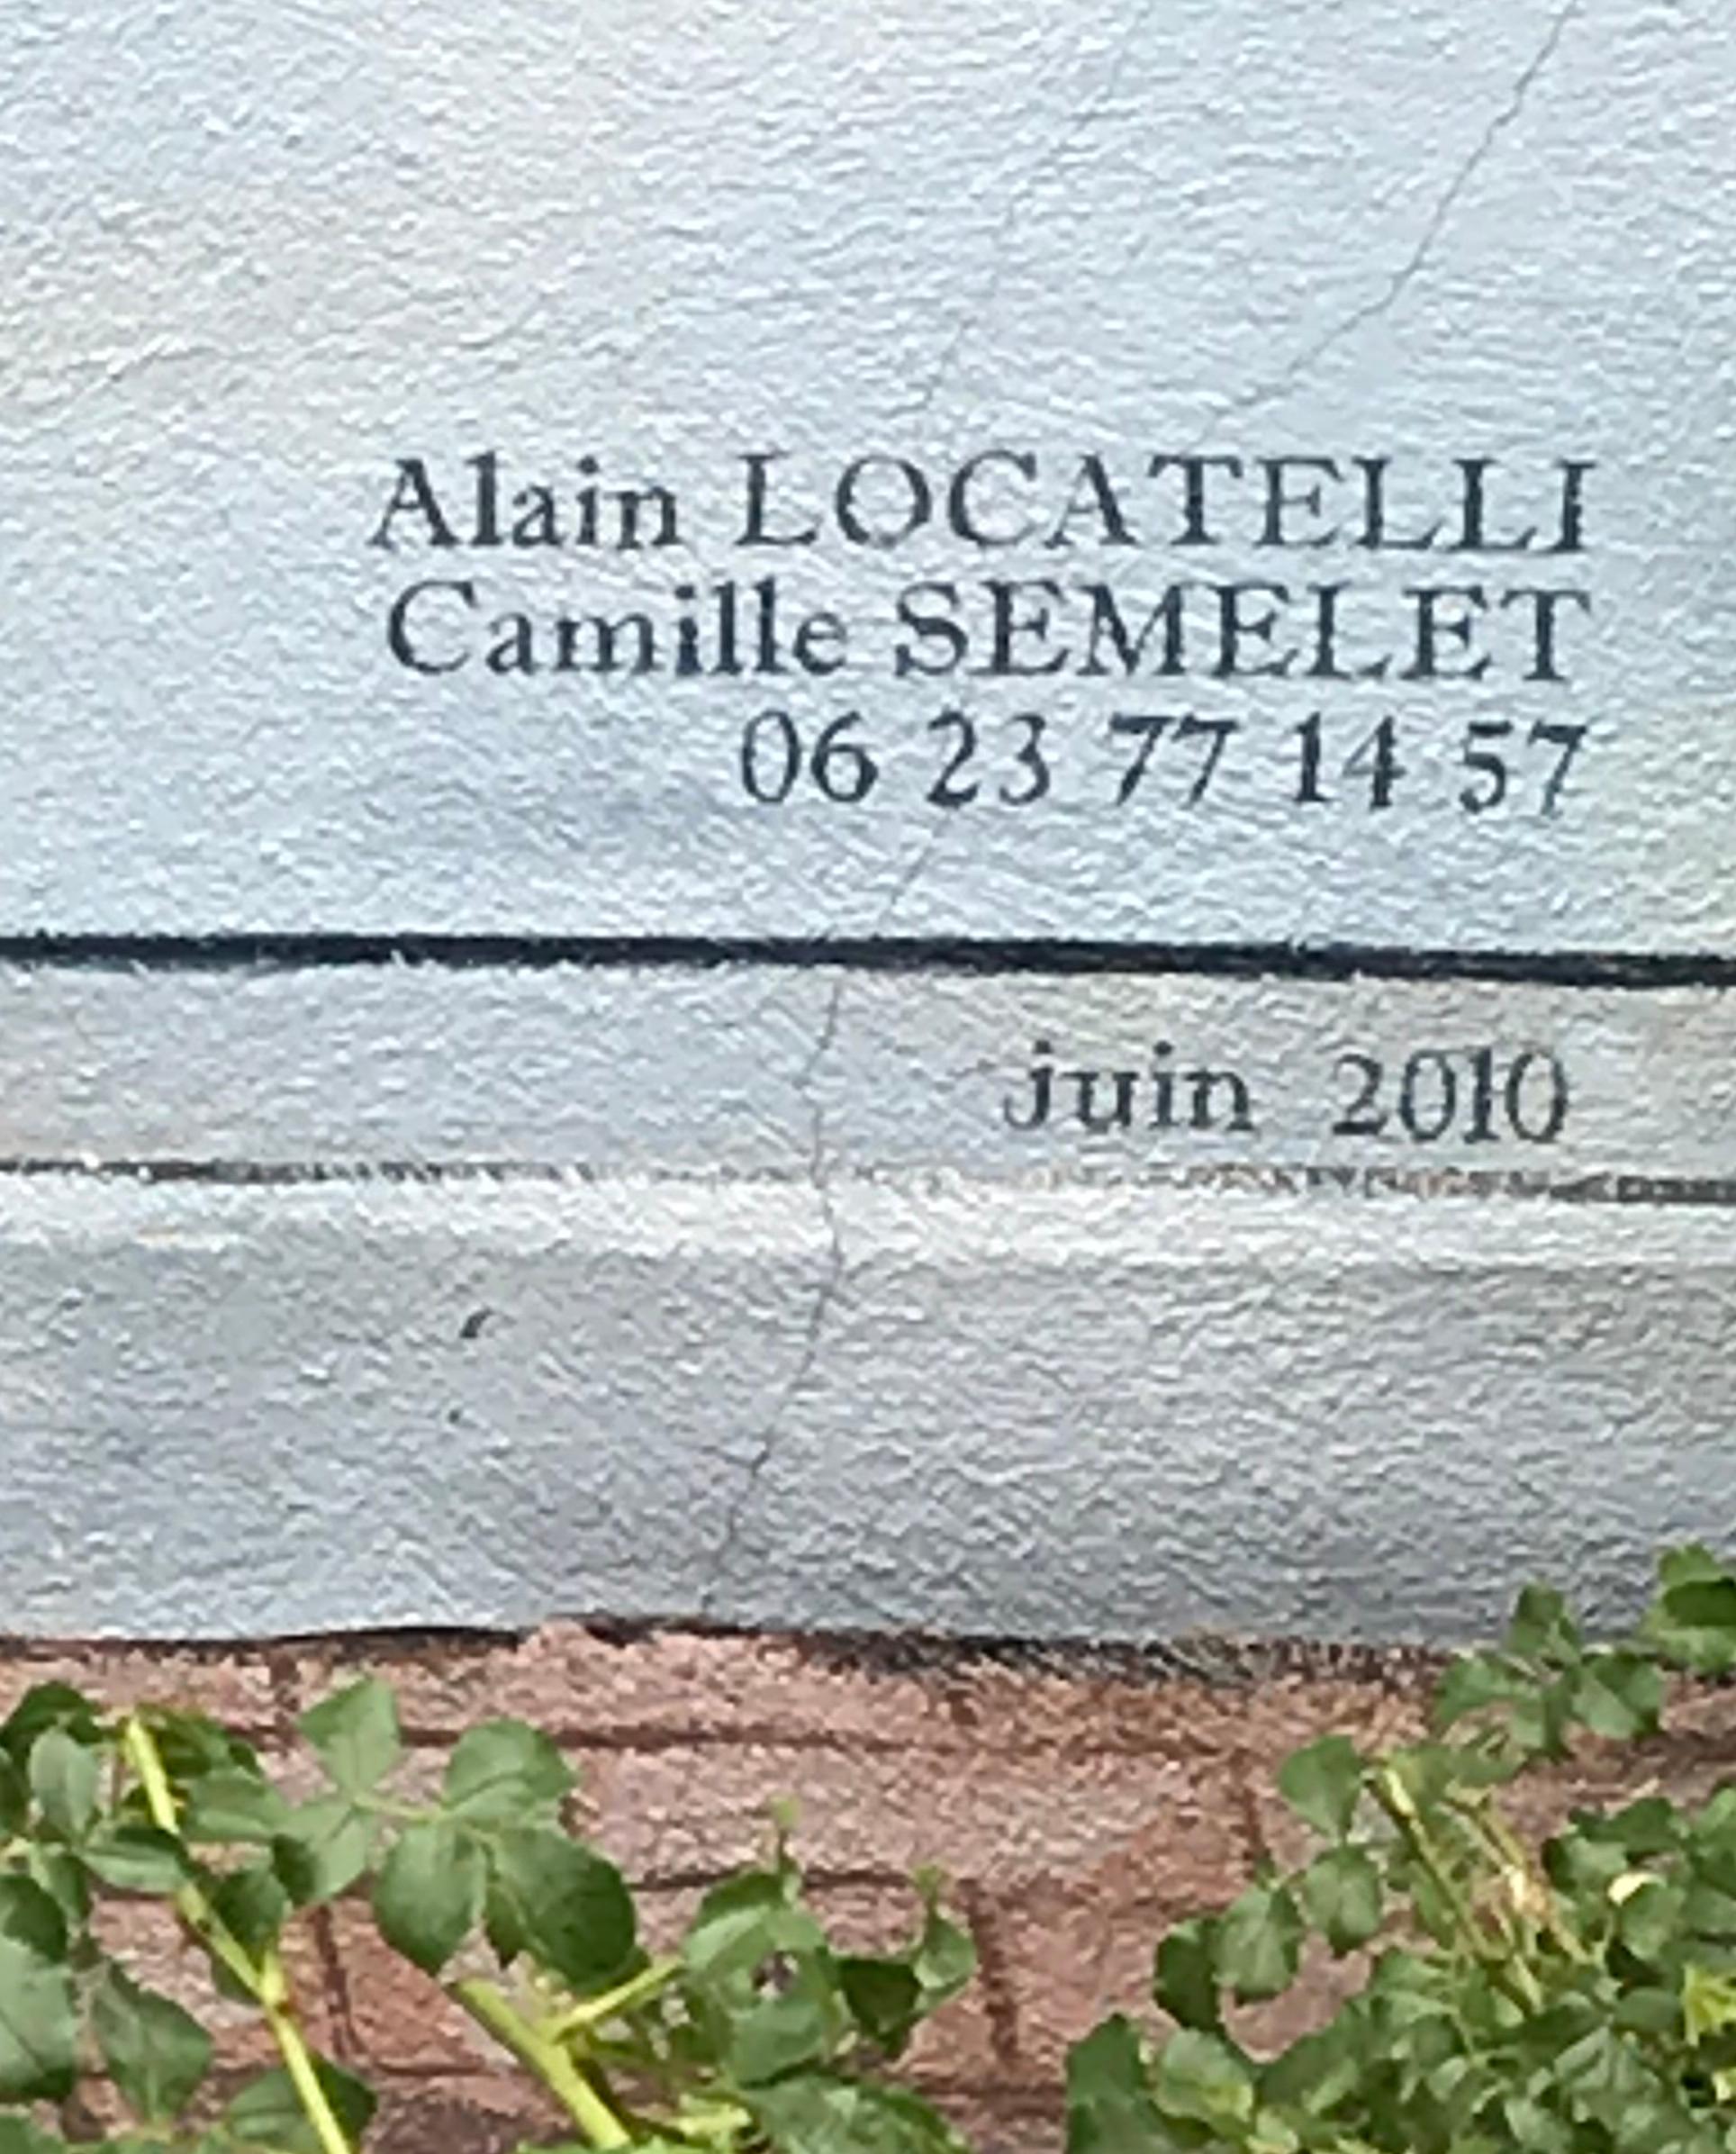 Alain LOCATELLI
Camille SEMELET
06 23 77 14 57
juin 2010